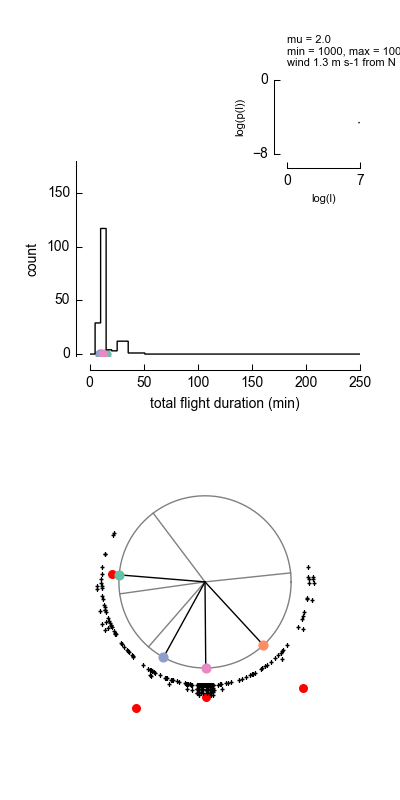 mu = 2.0
min = 1000, max = 100
wind 1.3 m s-1 from N
0
log(p(l))
−8
0 7
log(l)
150
100
50
0
count
0 50 100 150 200 250
total flight duration (min)